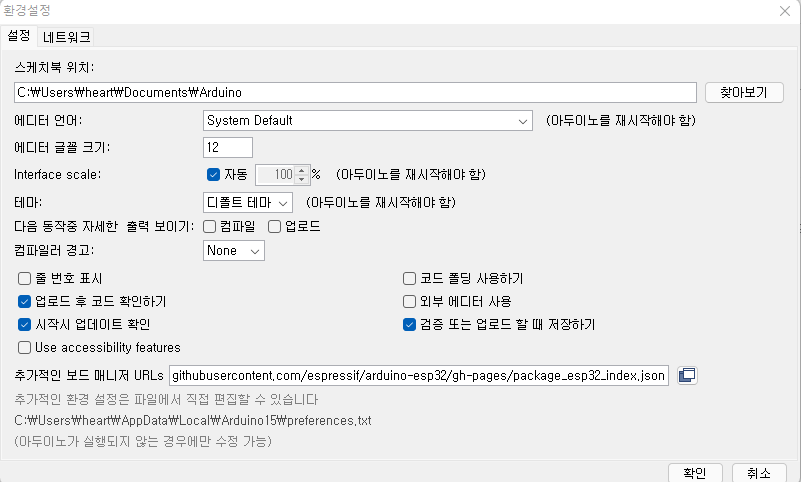 환경설정
설정 네트워크
스케치북 위치:
C:₩Users₩heart₩Documents₩Arduino 찾아보기
에디터 언어: System Default (아두이노를 재시작해야 함)
에디터 글꼴 크기: 12
Interface scale: 자동 100 % (아두이노를 재시작해야 함)
테마: 디폴트 테마 (아두이노를 재시작해야 함)
다음 동작중 자세한 출력 보이기: 컴파일 업로드
컴파일러 경고: None
줄 번호 표시 코드 폴딩 사용하기
업로드 후 코드 확인하기 외부 에디터 사용
시작시 업데이트 확인 검증 또는 업로드 할 때 저장하기
Use accessibility features
추가적인 보드 매니저 URLs githubusercontent.com/espressif/arduino-esp32/gh-pages/package_esp32_index.json
추가적인 환경 설정은 파일에서 직접 편집할 수 있습니다
C:₩Users₩heart₩AppData₩Local₩Arduino15₩preferences.txt
(아두이노가 실행되지 않는 경우에만 수정 가능)
확인 취소